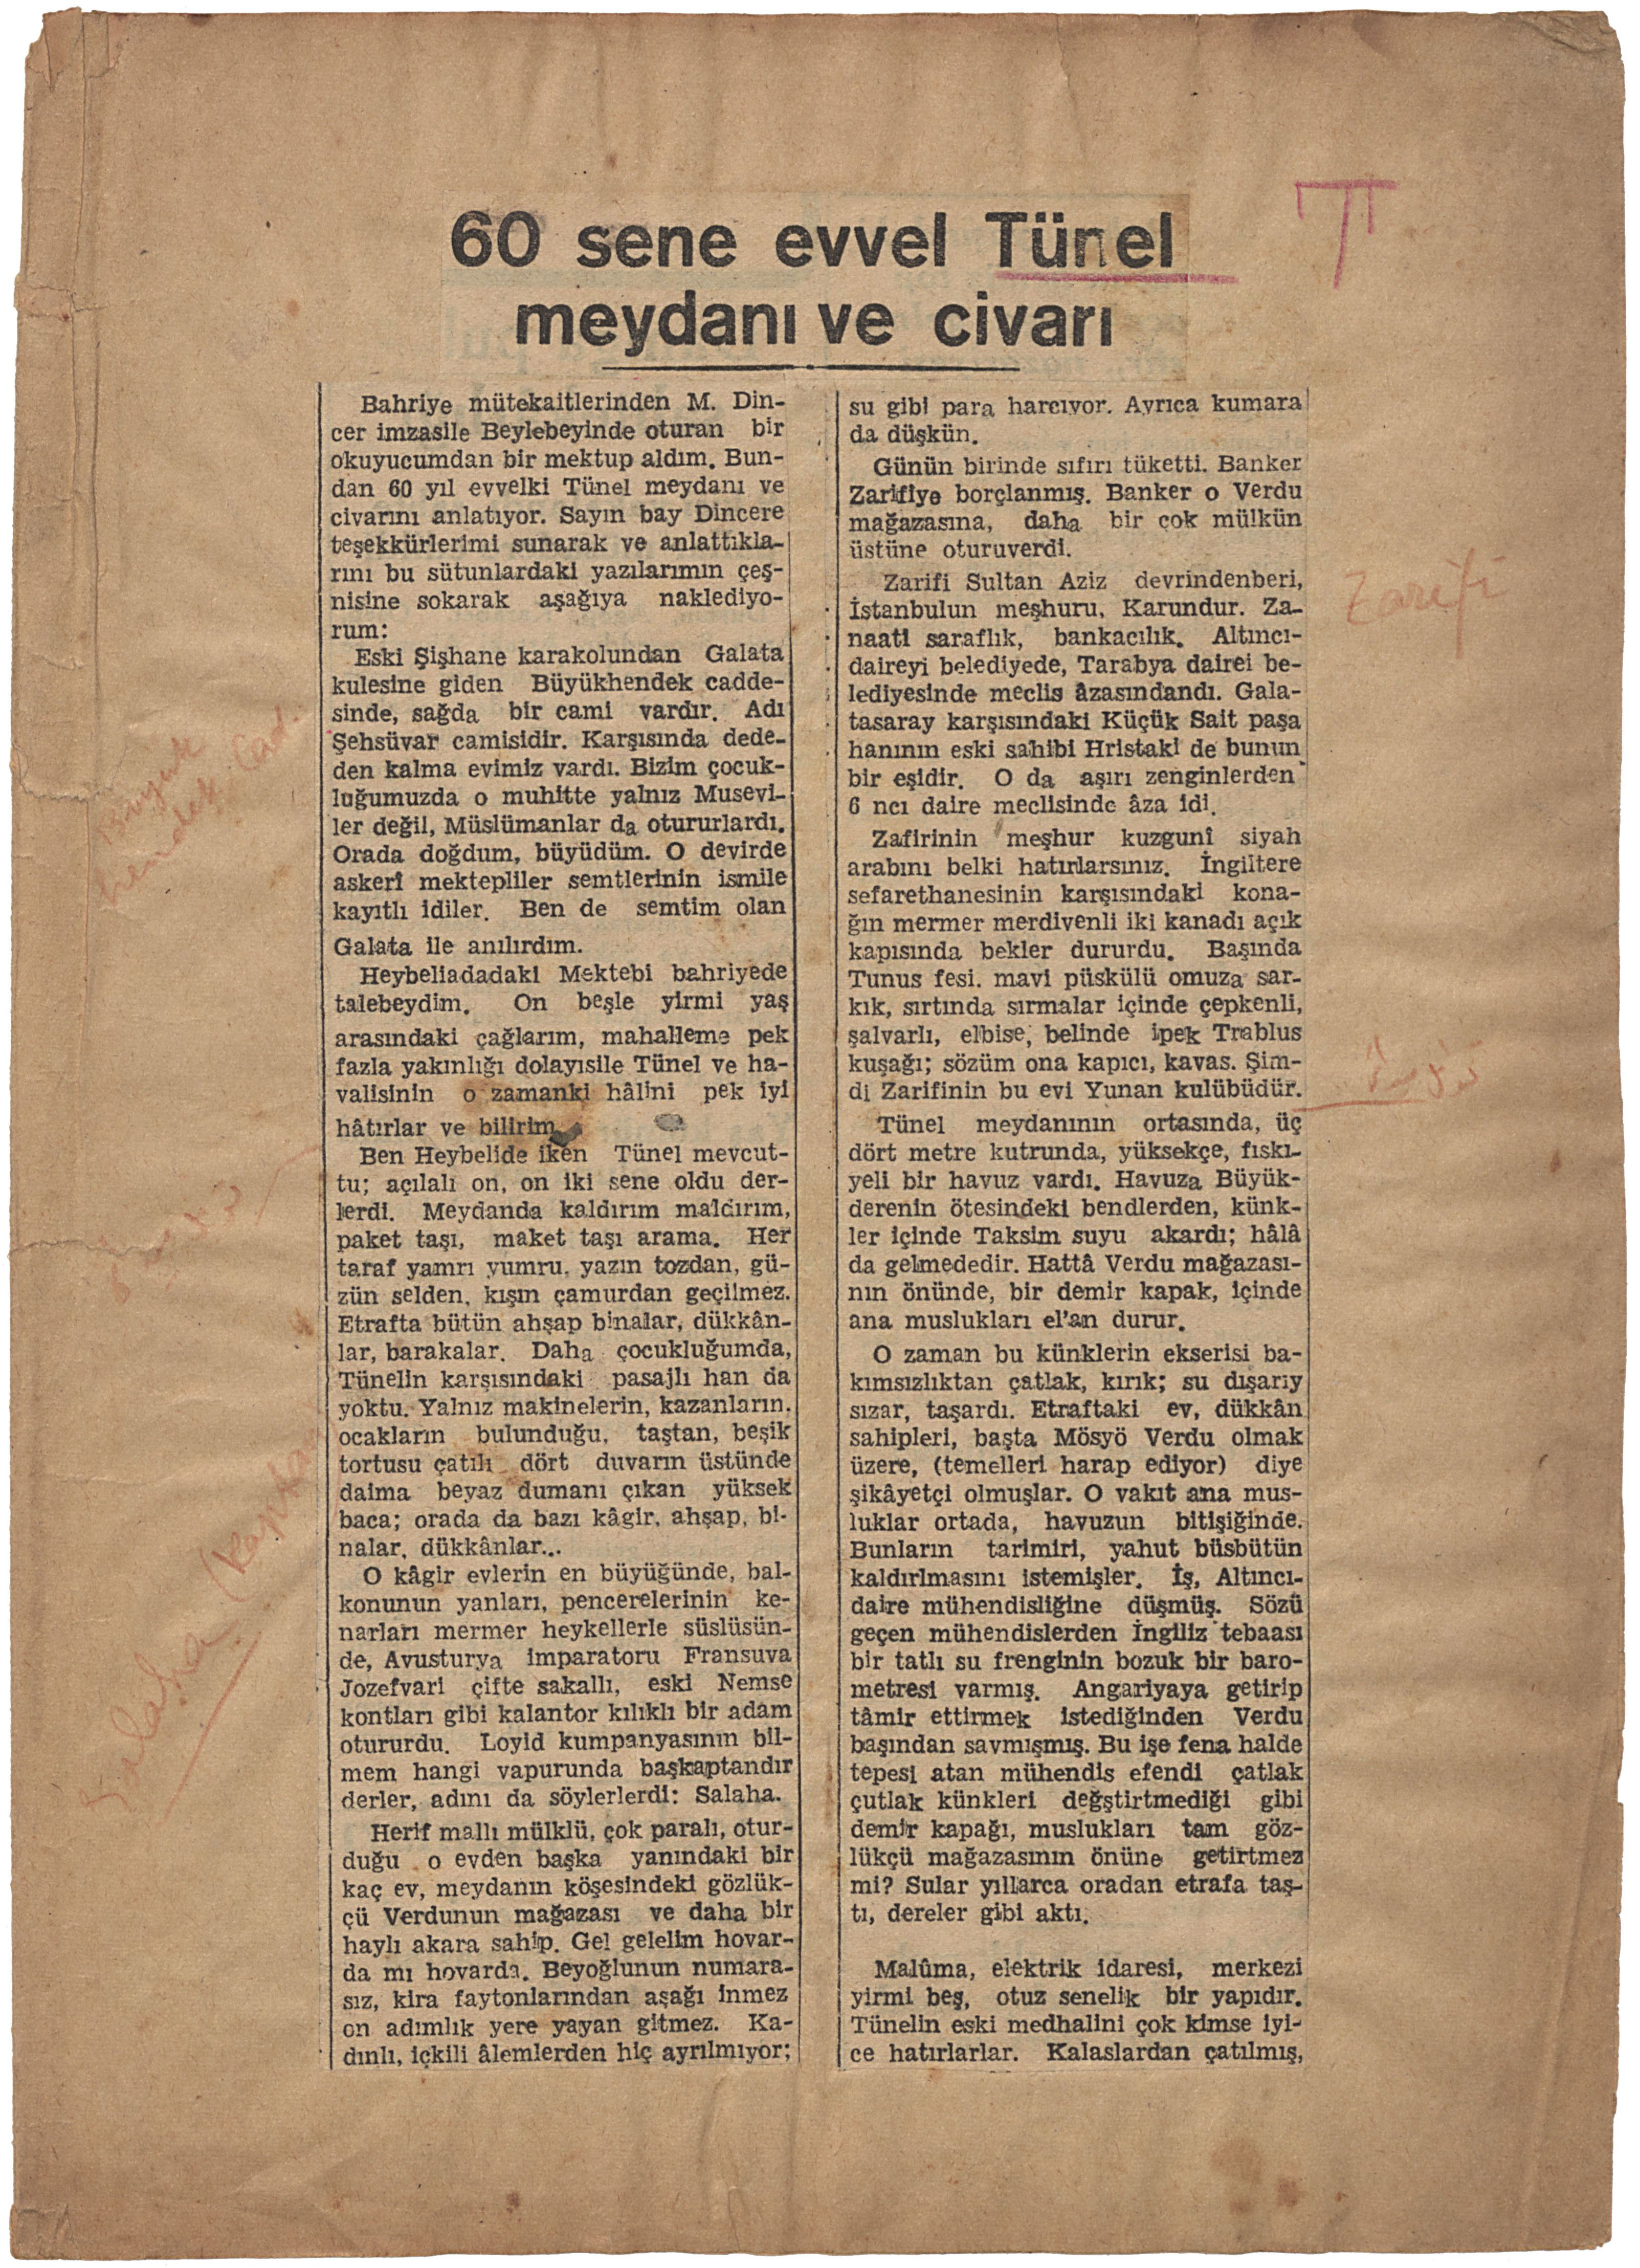 60 sene evvel Tünel
meydanı ve civarı
T
Bahriye mütekaitlerinden M. Din-
cer imzasile Beylebeyinde oturan bir
okuyucumdan bir mektup aldım. Bun-
dan 60 yıl evvelki Tünel meydanı ve
civarını anlatıyor. Sayın bay Dincere
teşekkürlerimi sunarak ve anlattıkla-
rını bu sütunlardaki yazılarımın çeş-
nisine sokarak aşağıya naklediyo-
rum:
Eski Şişhane karakolundan Galata
kulesine giden Büyükhendek cadde-
sinde, sağda bir cami vardır. Adı
Şehsüvar camisidir. Karşısında dede-
den kalma evimiz vardı. Bizim çocuk-
luğumuzda o muhitte yalnız Musevi-
ler değil, Müslümanlar da otururlardı.
Orada doğdum, büyüdüm. O devirde
askerî mektepliler semtlerinin ismile
kayıtlı idiler. Ben de semtim olan
Galata ile anılırdım.
Heybeliadadaki Mektebi bahriyede
talebeydim. On beşle yirmi yaş
arasındaki çağlarım, mahalleme pek
fazla yakınlığı dolayısile Tünel ve ha-
valisinin o zamanki hâlini pek iyi
hâtırlar ve bilirim.
Ben Heybelide iken Tünel mevcut-
tu; açılalı on, on iki sene oldu der-
lerdi. Meydanda kaldırım maldırım,
paket taşı, maket taşı arama. Her
taraf yamrı yumru, yazın tozdan, gü-
zün selden, kışın çamurdan geçilmez.
Etrafta bütün ahşap binalar, dükkân-
lar, barakalar. Daha çocukluğumda,
Tünelin karşısındaki pasajlı han da
yoktu. Yalnız makinelerin, kazanların,
ocakların bulunduğu, taştan, beşik
tortusu çatılı dört duvarın üstünde
daima beyaz dumanı çıkan yüksek
baca; orada da bazı kâgir, ahşap, bi-
nalar, dükkânlar...
O kâgir evlerin en büyüğünde, bal-
konunun yanları, pencerelerinin ke-
narları mermer heykellerle süslüsün-
de, Avusturya imparatoru Fransuva
Jozefvari çifte sakallı, eski Nemse
kontları gibi kalantor kılıklı bir adam
otururdu. Loyid kumpanyasının bil-
mem hangi vapurunda başkaptandır
derler, adını da söylerlerdi: Salaha.
Herif mallı mülklü, çok paralı, otur-
duğu o evden başka yanındaki bir
kaç ev, meydanın köşesindeki gözlük-
çü Verdunun mağazası ve daha bir
haylı akara sahip. Gel gelelim hovar-
da mı hovarda. Beyoğlunun numara-
sız, kira faytonlarından aşağı inmez
on adımlık yere yayan gitmez. Ka-
dınlı, içkili âlemlerden hiç ayrılmıyor;
su gibi para harcıyor. Ayrıca kumara
da düşkün.
Günün birinde sıfırı tüketti. Banker
Zarifiye borçlanmış. Banker o Verdu
mağazasına, daha bir çok mülkün
üstüne oturuverdi.
Zarifi Sultan Aziz devrindenberi,
İstanbulun meşhuru, Karundur. Za-
naati saraflık, bankacılık. Altıncı-
daireyi belediyede, Tarabya dairei be-
lediyesinde meclis âzasındandı. Gala-
tasaray karşısındaki Küçük Sait paşa
hanının eski sahibi Hristaki de bunun
bir eşidir. O da aşırı zenginlerden
6 ncı daire meclisinde âza idi.
Zafirinin meşhur kuzgunî siyah
arabını belki hatırlarsınız. İngiltere
sefarethanesinin karşısındaki kona-
ğın mermer merdivenli iki kanadı açık
kapısında bekler dururdu. Başında
Tunus fesi. mavi püskülü omuza sar-
kık, sırtında sırmalar içinde çepkenli,
şalvarlı, elbise, belinde ipek Trablus
kuşağı; sözüm ona kapıcı, kavas. Şim-
di Zarifinin bu evi Yunan kulübüdür.
Tünel meydanının ortasında, üç
dört metre kutrunda, yüksekçe, fıskı-
yeli bir havuz vardı. Havuza Büyük-
derenin ötesindeki bendlerden, künk-
ler içinde Taksim suyu akardı; hâlâ
da gelmededir. Hattâ Verdu mağazası-
nın önünde, bir demir kapak, içinde
ana muslukları el'an durur.
O zaman bu künklerin ekserisi ba-
kımsızlıktan çatlak, kırık; su dışarıy
sızar, taşardı. Etraftaki ev, dükkân
sahipleri, başta Mösyö Verdu olmak
üzere, (temelleri harap ediyor) diye
şikâyetçi olmuşlar. O vakıt ana mus-
luklar ortada, havuzun bitişiğinde.
Bunların tarimiri, yahut büsbütün
kaldırlmasını istemişler. İş, Altıncı-
daire mühendisliğine düşmüş. Sözü
geçen mühendislerden İngiliz tebaası
bir tatlı su frenginin bozuk bir baro-
metresi varmış. Angariyaya getirip
tâmir ettirmek istediğinden Verdu
başından savmışmış. Bu işe fena halde
tepesi atan mühendis efendi çatlak
çutlak künkleri değştirtmediği gibi
demir kapağı, muslukları tam göz-
lükçü mağazasının önüne getirtmez
mi? Sular yıllarca oradan etrafa taş-
tı, dereler gibi aktı.
Malûma, elektrik idaresi, merkezi
yirmi beş, otuz senelik bir yapıdır.
Tünelin eski medhalini çok kimse iyi-
ce hatırlarlar. Kalaslardan çatılmış,
Büyük
hendek Cad.
Salaha (kaptan
Zarifi